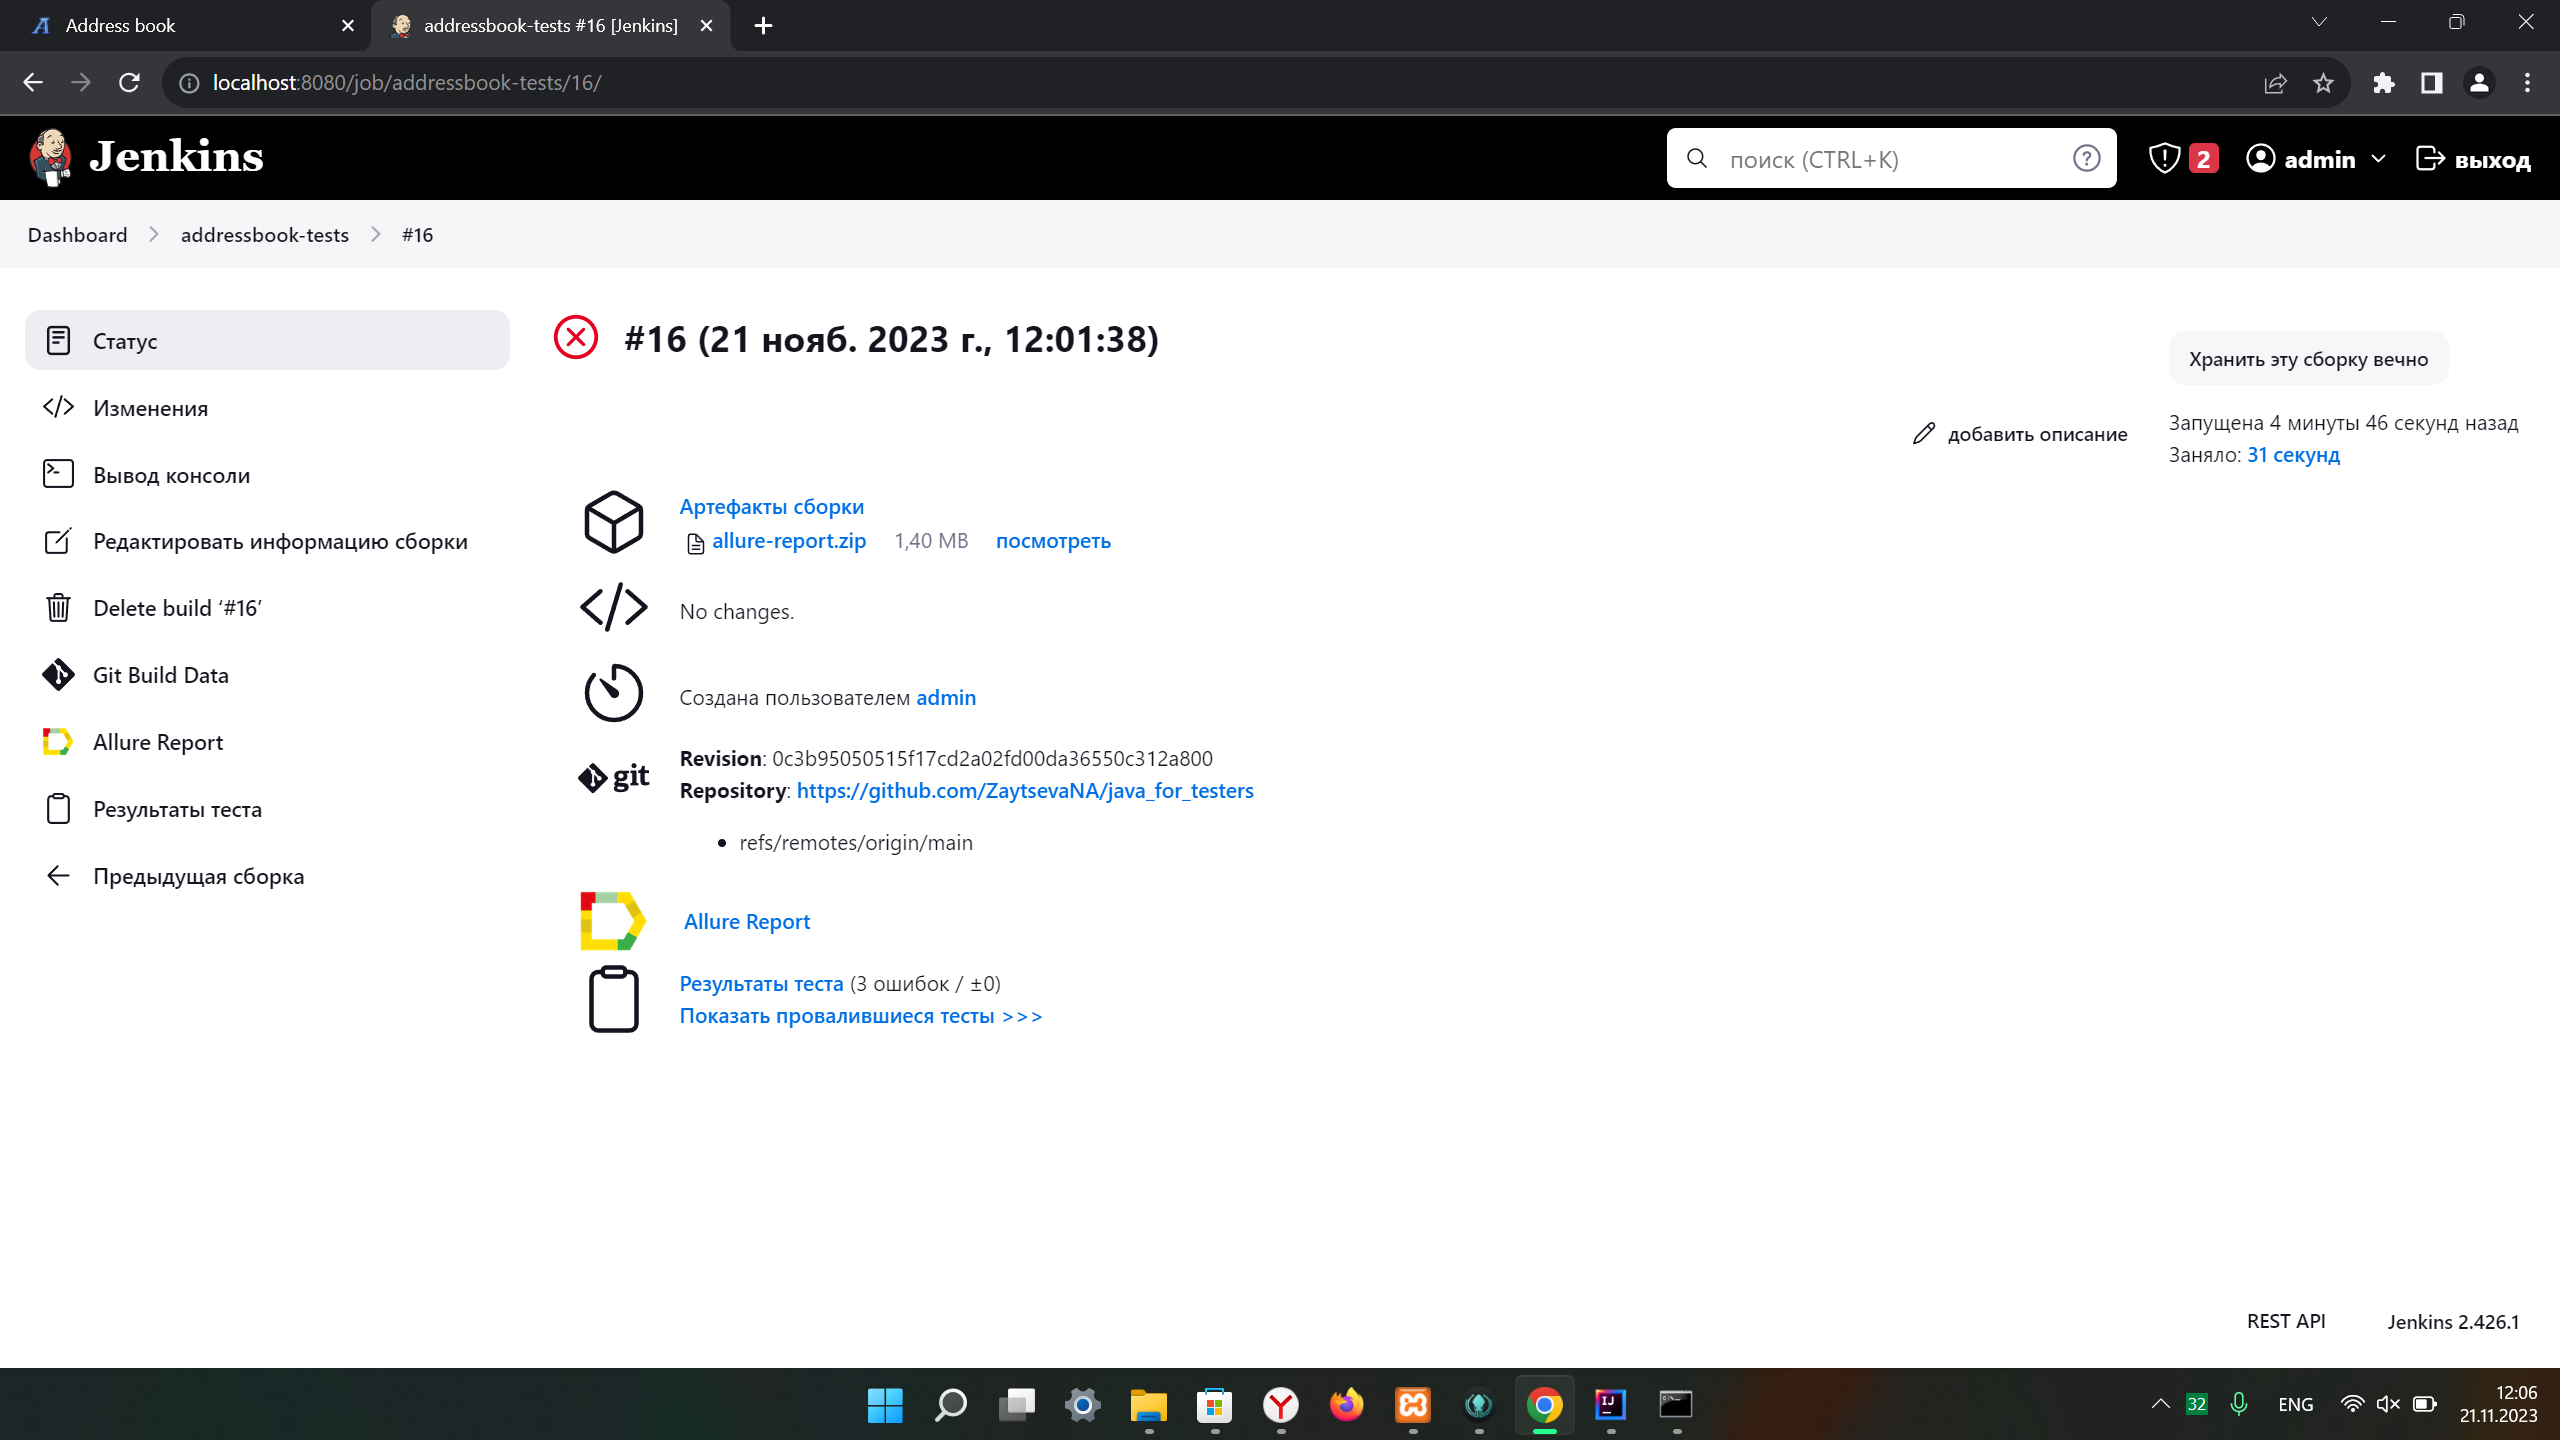 Address book
addressbook-tests #16 [Jenkins]
localhost:8080/job/addressbook-tests/16/
Jenkins
поиск (CTRL+K)
2
admin
выход
Dashboard
addressbook-tests
#16
Статус
Изменения
Вывод консоли
Редактировать информацию сборки
Delete build ‘#16’
Git Build Data
Allure Report
Результаты теста
Предыдущая сборка
#16 (21 нояб. 2023 г., 12:01:38)
Хранить эту сборку вечно
добавить описание
Запущена 4 минуты 46 секунд назад
Заняло: 31 секунд
Артефакты сборки
allure-report.zip 1,40 MB посмотреть
No changes.
Создана пользователем admin
git
Revision: 0c3b95050515f17cd2a02fd00da36550c312a800
Repository: https://github.com/ZaytsevaNA/java_for_testers
• refs/remotes/origin/main
Allure Report
Результаты теста (3 ошибок / ±0)
Показать провалившиеся тесты >>>
REST API
Jenkins 2.426.1
32
ENG
12:06
21.11.2023